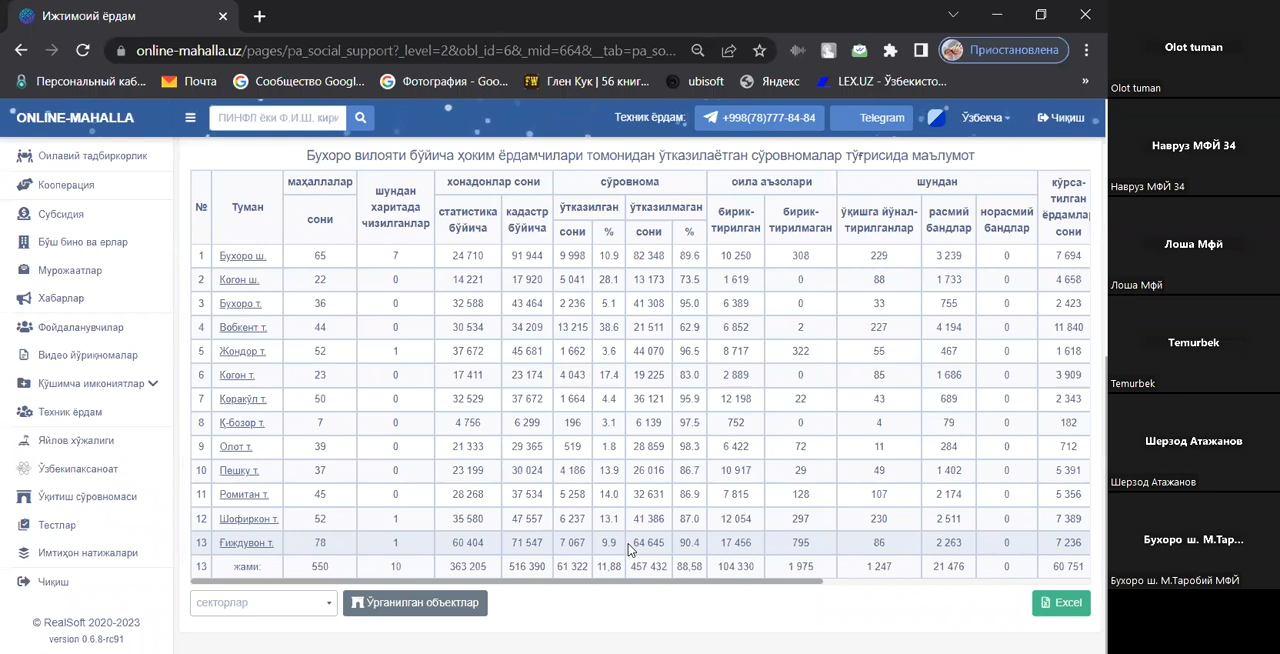 Ижтимоий ёрдам
online-mahalla.uz/pages/pa_social_support?_level=2&obl_id=6&_mid=664&__tab=pa_so...
Приостановлена
Персональный каб...
Почта
Сообщество Googl...
Фотография - Goo...
Глен Кук | 56 книг...
ubisoft
Яндекс
LEX.UZ - Ўзбекисто...
»
ONLINE-MAHALLA
ПИНФЛ ёки Ф.И.Ш. кири
Техник ёрдам:
+998(78)777-84-84
Telegram
Ўзбекча
Чиқиш
Оилавий тадбиркорлик
Кооперация
Субсидия
Бўш бино ва ерлар
Мурожаатлар
Хабарлар
Фойдаланувчилар
Видео йўриқномалар
Қўшимча имкониятлар
Техник ёрдам
Яйлов хўжалиги
Ўзбекипаксаноат
Ўқитиш сўровномаси
Тестлар
Имтиҳон натижалари
Чиқиш
© RealSoft 2020-2023
version 0.6.8-rc91
Бухоро вилояти бўйича ҳоким ёрдамчилари томонидан ўтказилаётган сўровномалар тўғрисида маълумот
№ Туман маҳаллалар сони шундан харитада чизилганлар хонадонлар сони статистика бўйича кадастр бўйича сўровнома ўтказилган сони % ўтказилмаган сони % оила аъзолари бирик-тирилган бирик-тирилмаган шундан ўқишга йўнал-тирилганлар расмий бандлар норасмий бандлар кўрса-тилган ёрдамлар сони
1 Бухоро ш. 65 7 24 710 91 944 9 998 10.9 82 348 89.6 10 250 308 229 3 239 0 7 694
2 Когон ш. 22 0 14 221 17 920 5 041 28.1 13 173 73.5 1 619 0 88 1 733 0 4 658
3 Бухоро т. 36 0 32 588 43 464 2 236 5.1 41 308 95.0 6 389 0 33 755 0 2 423
4 Вобкент т. 44 0 30 534 34 209 13 215 38.6 21 511 62.9 6 852 2 227 4 194 0 11 840
5 Жондор т. 52 1 37 672 45 681 1 662 3.6 44 070 96.5 8 717 322 55 467 0 1 618
6 Когон т. 23 0 17 411 23 174 4 043 17.4 19 225 83.0 2 889 0 85 1 686 0 3 909
7 Қоракўл т. 50 0 32 529 37 672 1 664 4.4 36 121 95.9 12 198 22 43 689 0 2 343
8 Қ-бозор т. 7 0 4 756 6 299 196 3.1 6 139 97.5 752 0 4 79 0 182
9 Олот т. 39 0 21 333 29 365 519 1.8 28 859 98.3 6 422 72 11 284 0 712
10 Пешку т. 37 0 23 199 30 024 4 186 13.9 26 016 86.7 10 917 29 49 1 402 0 5 391
11 Ромитан т. 45 0 28 268 37 534 5 258 14.0 32 631 86.9 7 815 128 107 2 174 0 5 356
12 Шофиркон т. 52 1 35 580 47 557 6 237 13.1 41 386 87.0 12 054 297 230 2 511 0 7 389
13 Ғиждувон т. 78 1 60 404 71 547 7 067 9.9 64 645 90.4 17 456 795 86 2 263 0 7 236
13 жами: 550 10 363 205 516 390 61 322 11,88 457 432 88,58 104 330 1 975 1 247 21 476 0 60 751
секторлар
Ўрганилган объектлар
Excel
Olot tuman
Olot tuman
Навруз МФЙ 34
Навруз МФЙ 34
Лоша Мфй
Лоша Мфй
Temurbek
Temurbek
Шерзод Атажанов
Шерзод Атажанов
Бухоро ш. М.Тар...
Бухоро ш. М.Таробий МФЙ